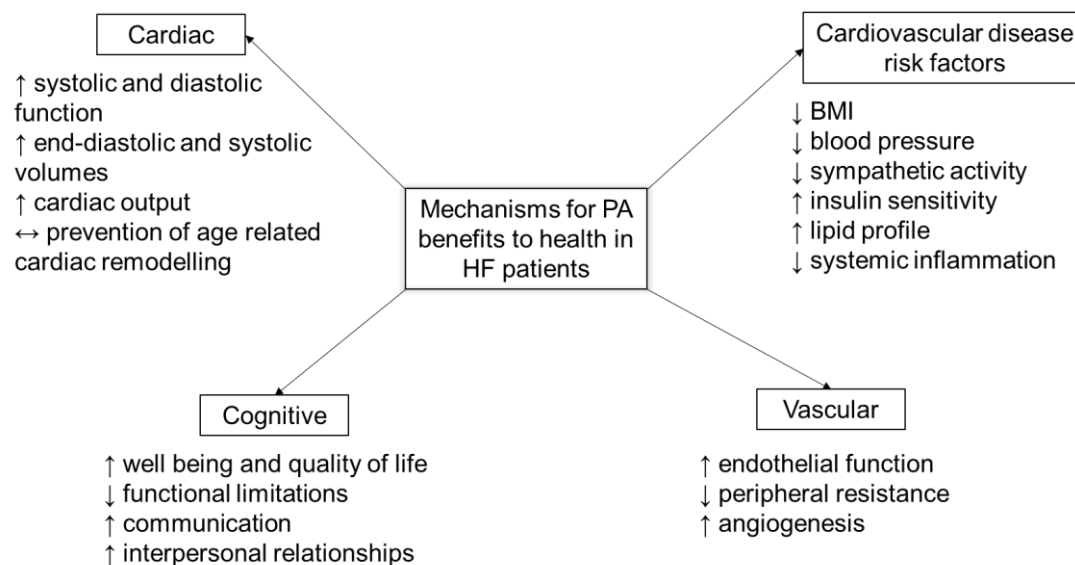 Cardiac
↑ systolic and diastolic
function
↑ end-diastolic and systolic
volumes
↑ cardiac output
↔ prevention of age related
cardiac remodelling
Cardiovascular disease
risk factors
↓ BMI
↓ blood pressure
↓ sympathetic activity
↑ insulin sensitivity
↑ lipid profile
↓ systemic inflammation
Mechanisms for PA
benefits to health in
HF patients
Cognitive
↑ well being and quality of life
↓ functional limitations
↑ communication
↑ interpersonal relationships
Vascular
↑ endothelial function
↓ peripheral resistance
↑ angiogenesis